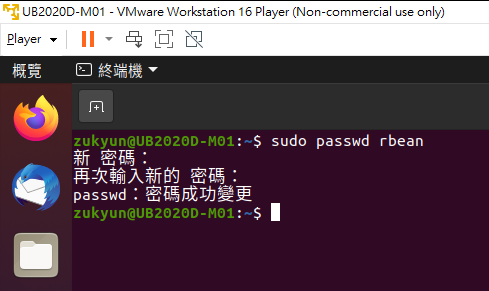 UB2020D-M01 - VMware Workstation 16 Player (Non-commercial use only)
Player
概覽
終端機
zukyun@UB2020D-M01:~$ sudo passwd rbean
新 密碼：
再次輸入新的 密碼：
passwd：密碼成功變更
zukyun@UB2020D-M01:~$